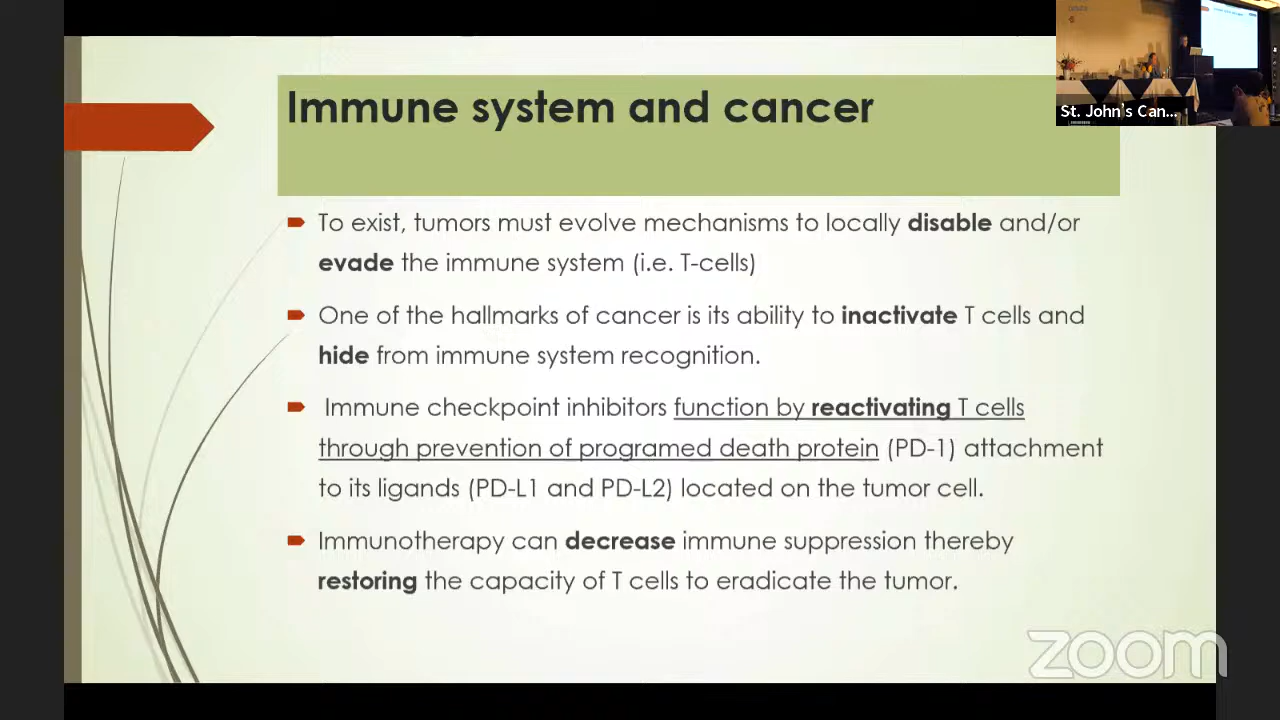 Immune system and cancer
St. John's Can...
To exist, tumors must evolve mechanisms to locally disable and/or
evade the immune system (i.e. T-cells)
One of the hallmarks of cancer is its ability to inactivate T cells and
hide from immune system recognition.
Immune checkpoint inhibitors function by reactivating T cells
through prevention of programed death protein (PD-1) attachment
to its ligands (PD-L1 and PD-L2) located on the tumor cell.
Immunotherapy can decrease immune suppression thereby
restoring the capacity of T cells to eradicate the tumor.
zoom